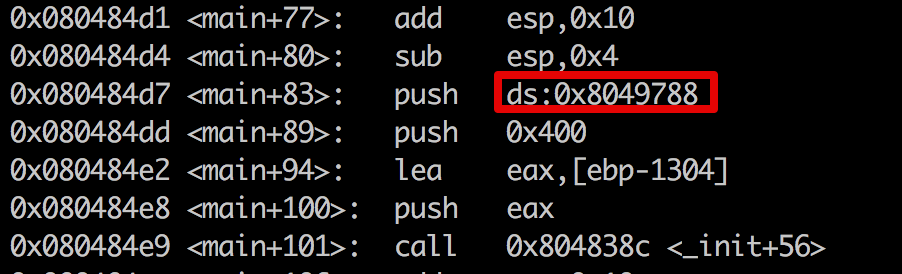 0x080484d1 <main+77>: add esp,0x10
0x080484d4 <main+80>: sub esp,0x4
0x080484d7 <main+83>: push ds:0x8049788
0x080484dd <main+89>: push 0x400
0x080484e2 <main+94>: lea eax,[ebp-1304]
0x080484e8 <main+100>: push eax
0x080484e9 <main+101>: call 0x804838c <_init+56>